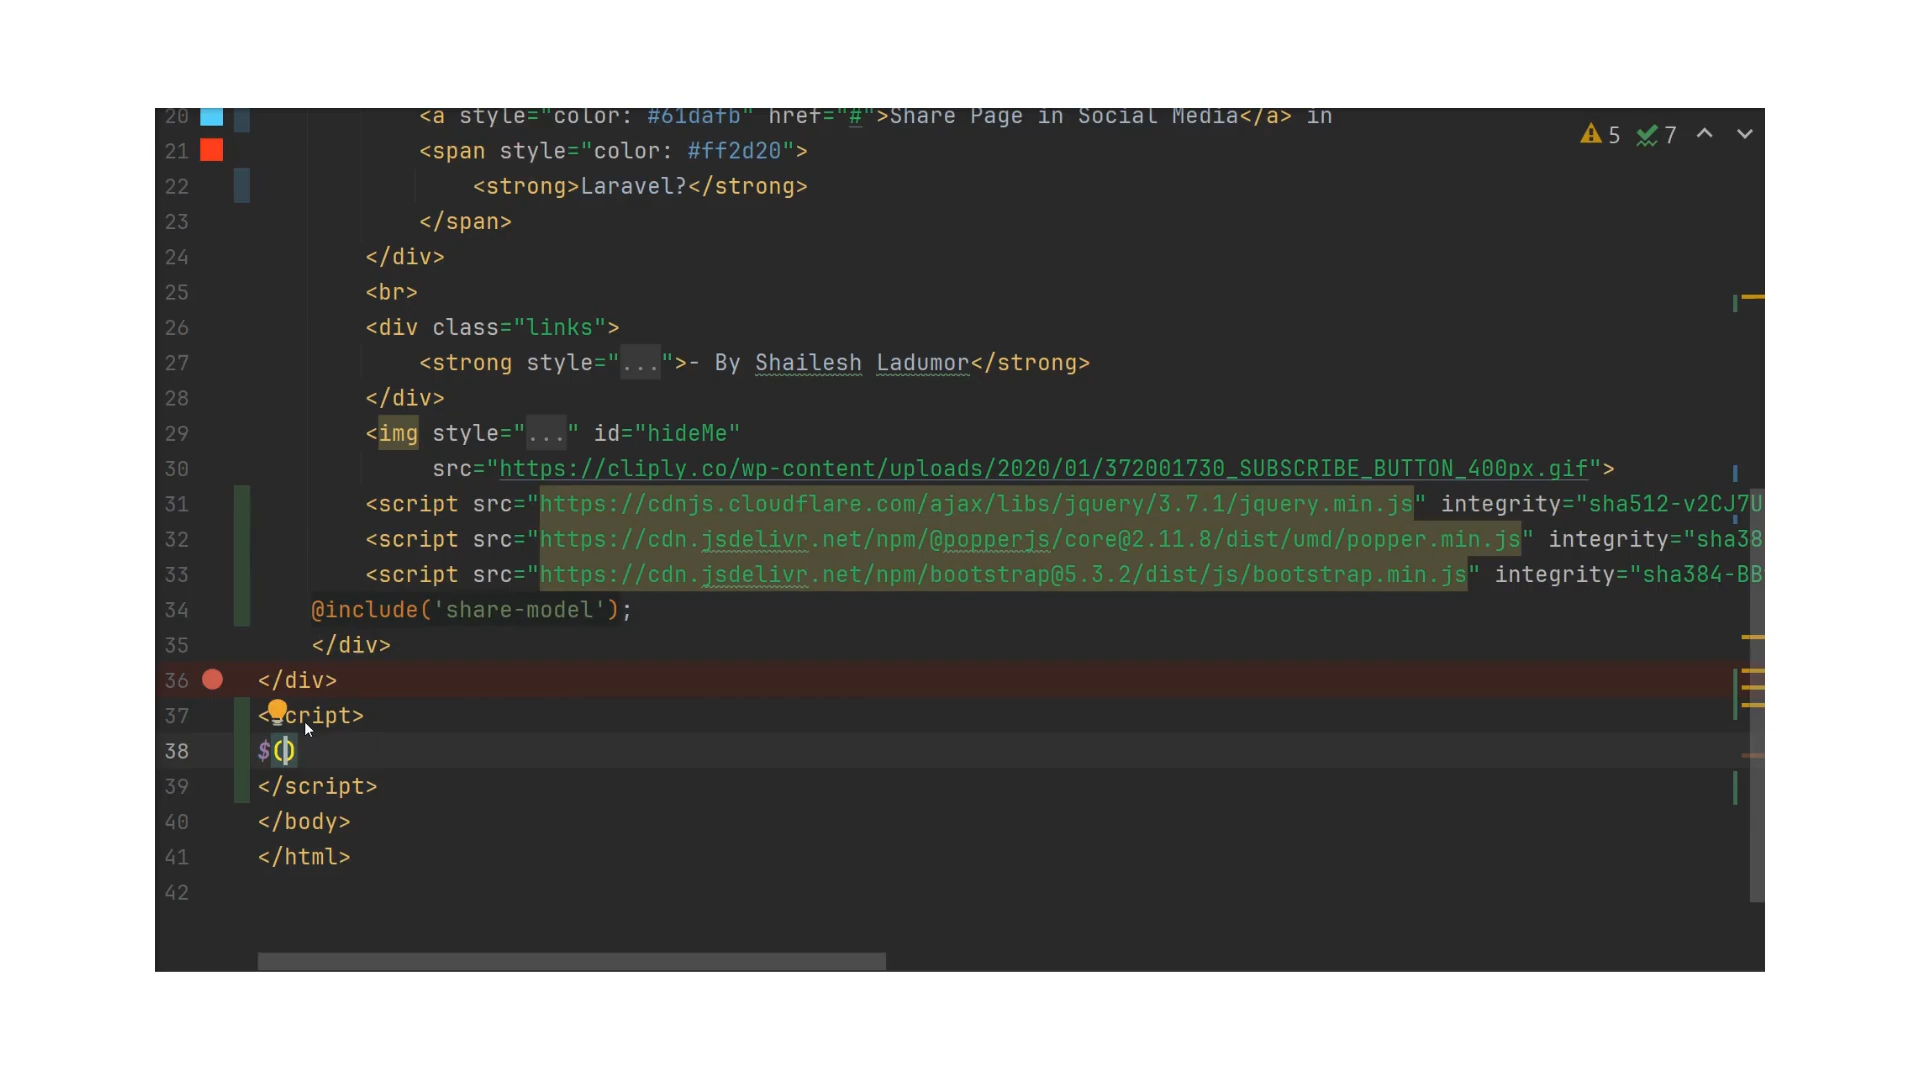 20 <a style="color: #61dafb" href="#">Share Page in Social Media</a> in
21 <span style="color: #ff2d20">
22 <strong>Laravel?</strong>
23 </span>
24 </div>
25 <br>
26 <div class="links">
27 <strong style="...">- By Shailesh Ladumor</strong>
28 </div>
29 <img style="..." id="hideMe"
30 src="https://cliply.co/wp-content/uploads/2020/01/372001730_SUBSCRIBE_BUTTON_400px.gif">
31 <script src="https://cdnjs.cloudflare.com/ajax/libs/jquery/3.7.1/jquery.min.js" integrity="sha512-v2CJ7U
32 <script src="https://cdn.jsdelivr.net/npm/@popperjs/core@2.11.8/dist/umd/popper.min.js" integrity="sha38
33 <script src="https://cdn.jsdelivr.net/npm/bootstrap@5.3.2/dist/js/bootstrap.min.js" integrity="sha384-BB
34 @include('share-model');
35 </div>
36 </div>
37 <script>
38 $()
39 </script>
40 </body>
41 </html>
42
5 7